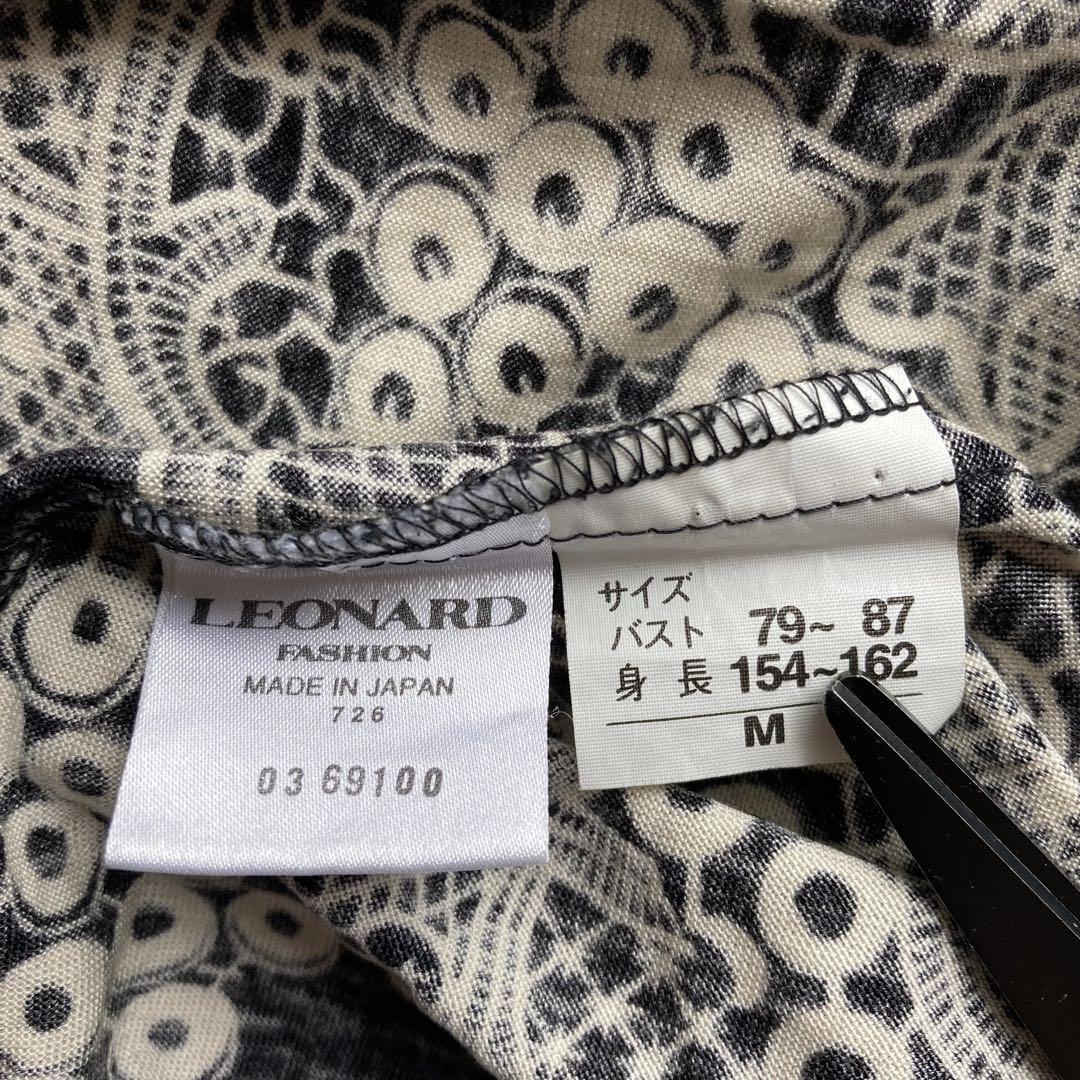 LEONARD
FASHION
MADE IN JAPAN
726
03 69100
サイズ
バスト 79~ 87
身長 154~162
M